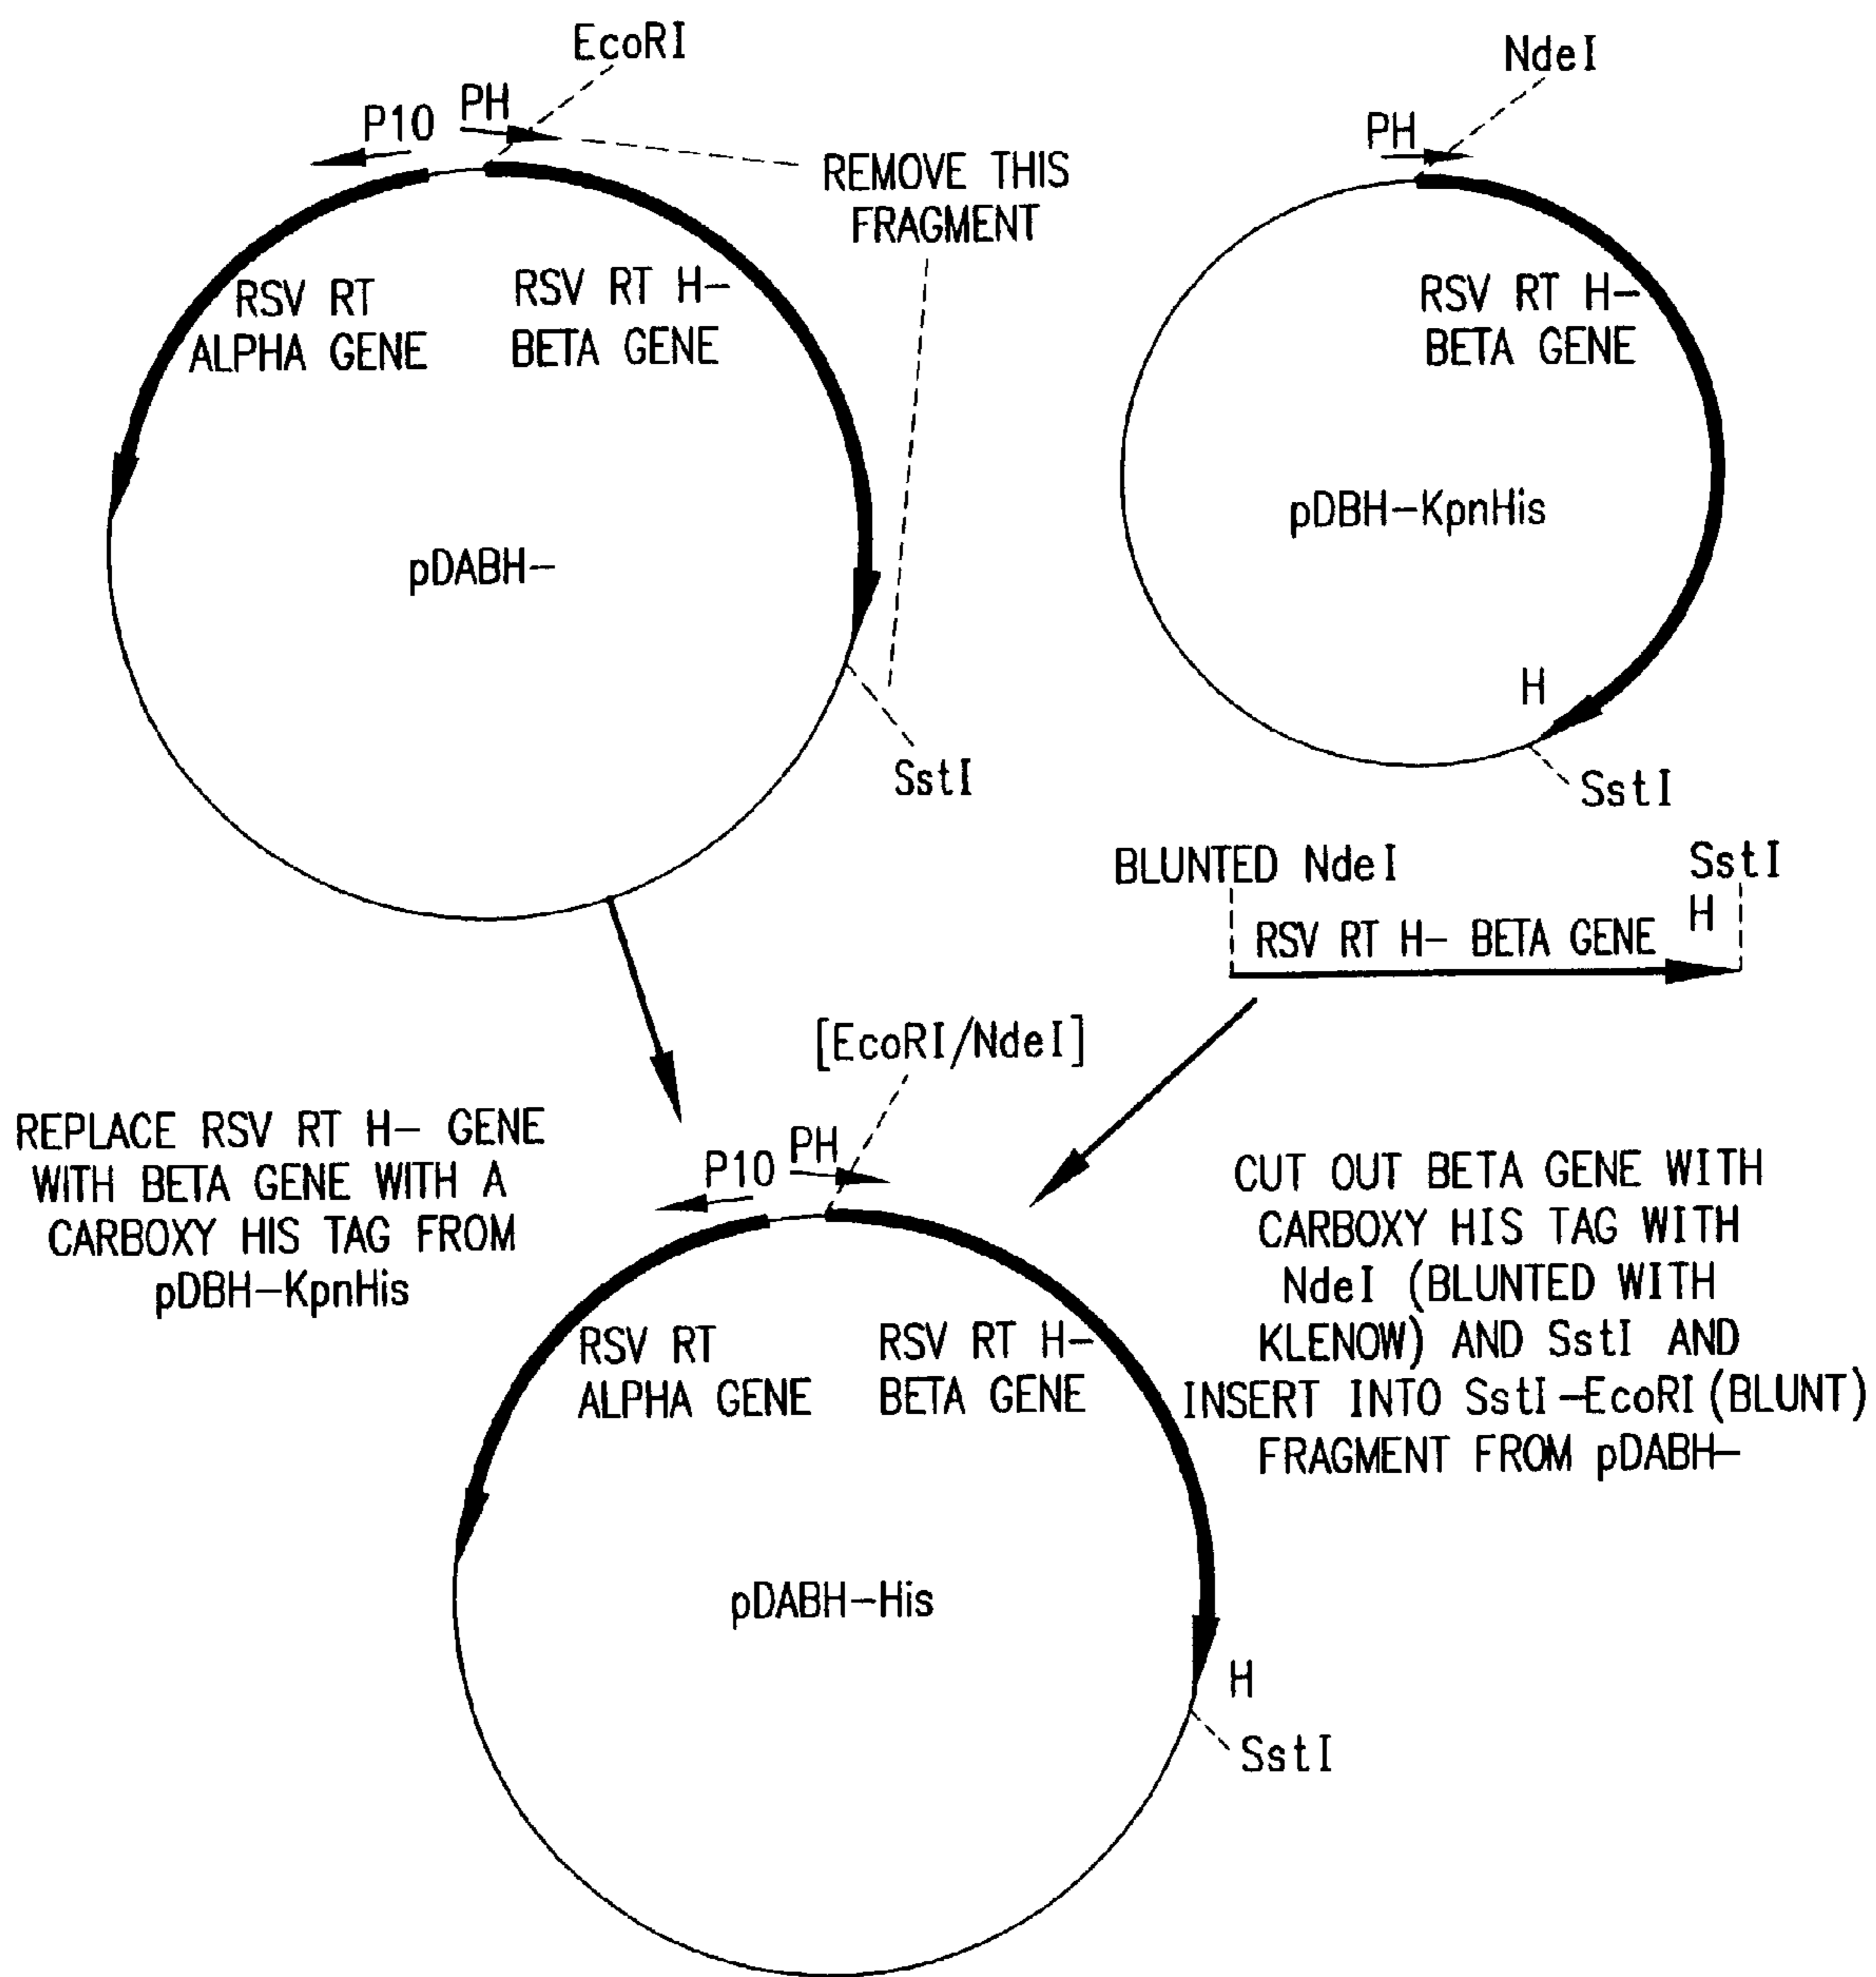 EcoRI
P10
PH
REMOVE THIS
FRAGMENT
RSV RT
ALPHA GENE
RSV RT H-
BETA GENE
pDABH-
SstI
NdeI
PH
RSV RT H-
BETA GENE
pDBH-KpnHis
H
SstI
BLUNTED NdeI
SstI
H
RSV RT H- BETA GENE
[EcoRI/NdeI]
REPLACE RSV RT H- GENE
WITH BETA GENE WITH A
CARBOXY HIS TAG FROM
pDBH-KpnHis
P10
PH
CUT OUT BETA GENE WITH
CARBOXY HIS TAG WITH
NdeI (BLUNTED WITH
KLENOW) AND SstI AND
INSERT INTO SstI-EcoRI (BLUNT)
FRAGMENT FROM pDABH-
RSV RT
ALPHA GENE
RSV RT H-
BETA GENE
pDABH-His
H
SstI